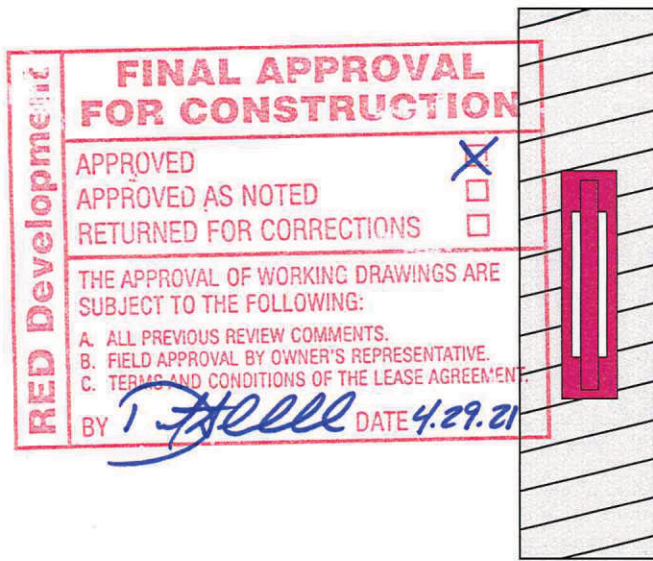 RED Development
FINAL APPROVAL
FOR CONSTRUCTION
APPROVED
APPROVED AS NOTED
RETURNED FOR CORRECTIONS
THE APPROVAL OF WORKING DRAWINGS ARE
SUBJECT TO THE FOLLOWING:
A. ALL PREVIOUS REVIEW COMMENTS.
B. FIELD APPROVAL BY OWNER'S REPRESENTATIVE.
C. TERMS AND CONDITIONS OF THE LEASE AGREEMENT.
BY DATE 4.29.21